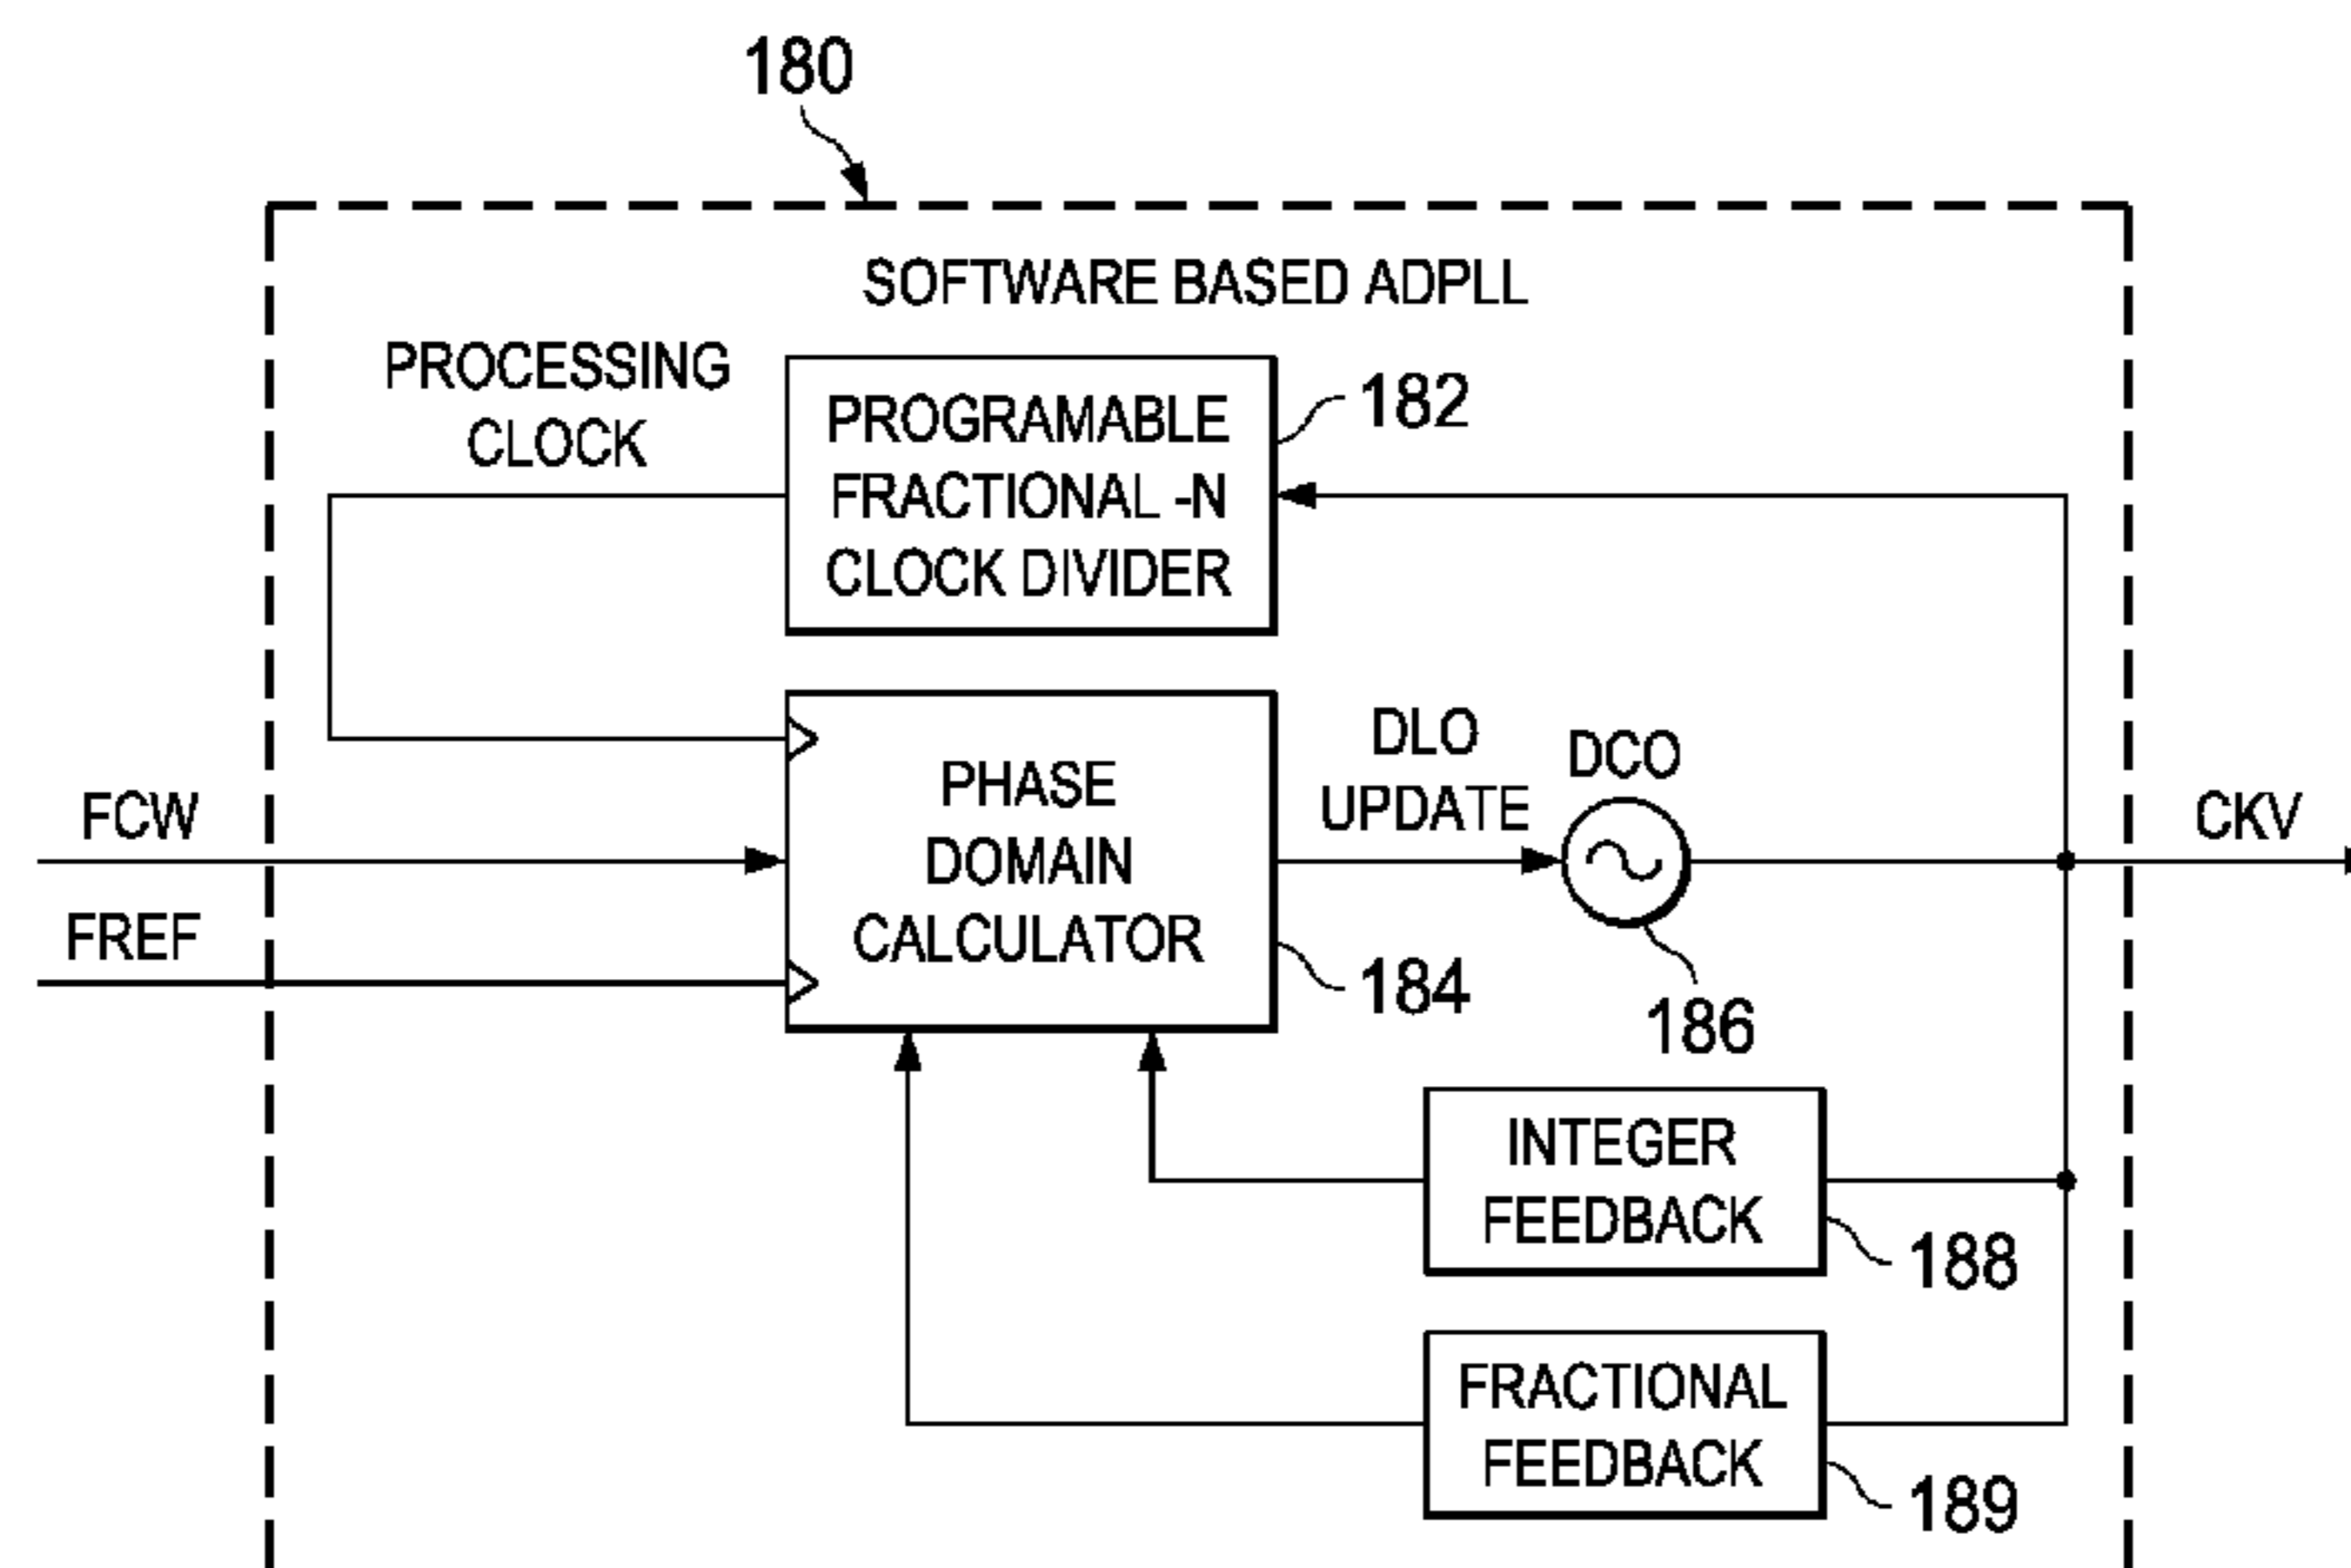 180
SOFTWARE BASED ADPLL
PROCESSING
CLOCK
PROGRAMABLE
FRACTIONAL -N
CLOCK DIVIDER
182
PHASE
DOMAIN
CALCULATOR
184
DLO
UPDATE
DCO
186
FCW
FREF
CKV
INTEGER
FEEDBACK
188
FRACTIONAL
FEEDBACK
189